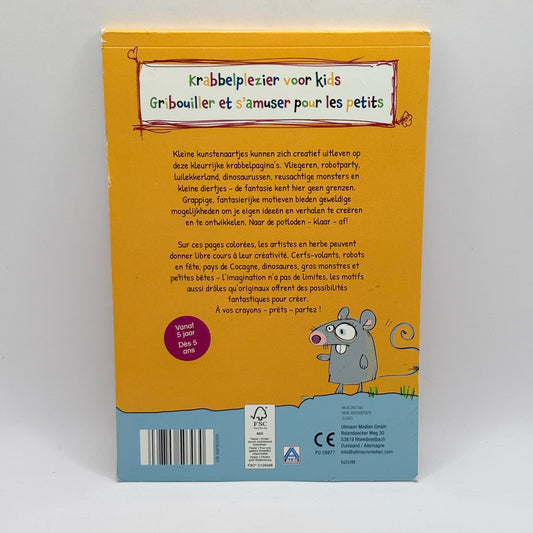 Krabbelplezier voor kids
Gribouiller et s'amuser pour les petits
Kleine kunstenaartjes kunnen zich creatief uitleven op
deze kleurrijke krabbelpagina's. Vliegeren, robotparty,
luilekkerland, dinosaurussen, reusachtige monsters en
kleine diertjes – de fantasie kent hier geen grenzen.
Grappige, fantasierijke motieven bieden geweldige
mogelijkheden om je eigen ideeën en verhalen te creëren
en te ontwikkelen. Naar de potloden – klaar – af!
Sur ces pages colorées, les artistes en herbe peuvent
donner libre cours à leur créativité. Cerfs-volants, robots
en fête, pays de Cocagne, dinosaures, gros monstres et
petites bêtes – l'imagination n'a pas de limites, les motifs
aussi drôles qu'originaux offrent des possibilités
fantastiques pour créer.
À vos crayons – prêts – partez !
Vanaf
5 jaar
Dès 5
ans
FSC
MIX
FSC® C129499
ALDI
CE
Ullmann Medien GmbH
Rolandsecker Weg 30
53619 Rheinbreitbach
Duitsland / Allemagne
info@ullmannmedien.com